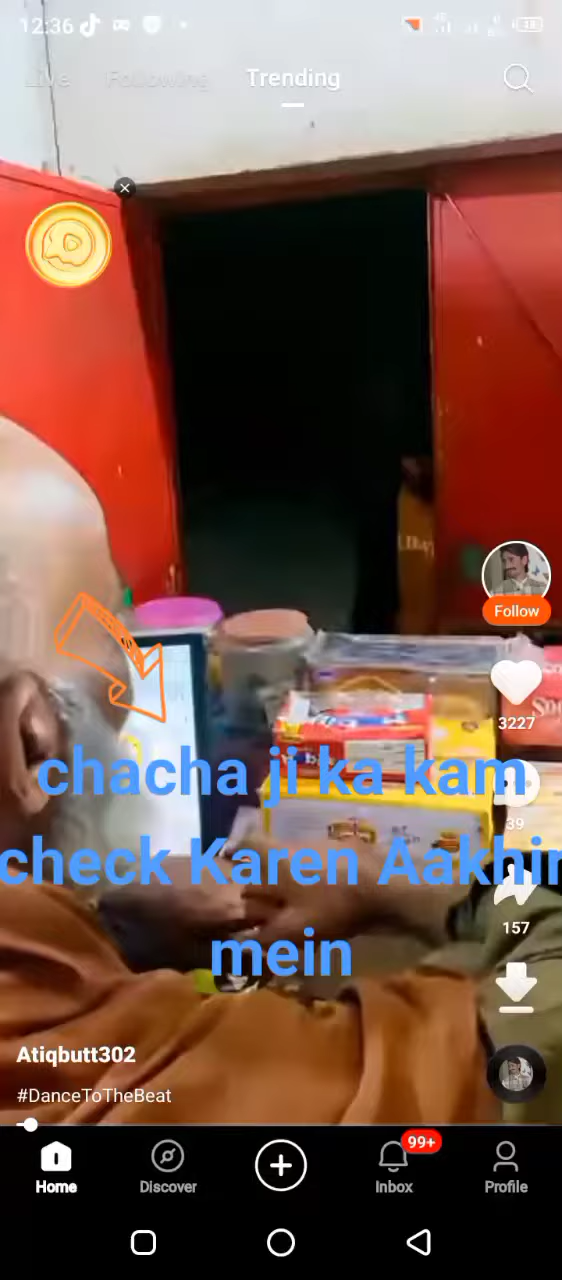 12:36
Live Following Trending
Follow
3227
chacha ji ka kam
39
check Karen Aakhir
157
mein
Atiqbutt302
#DanceToTheBeat
99+
Home Discover Inbox Profile